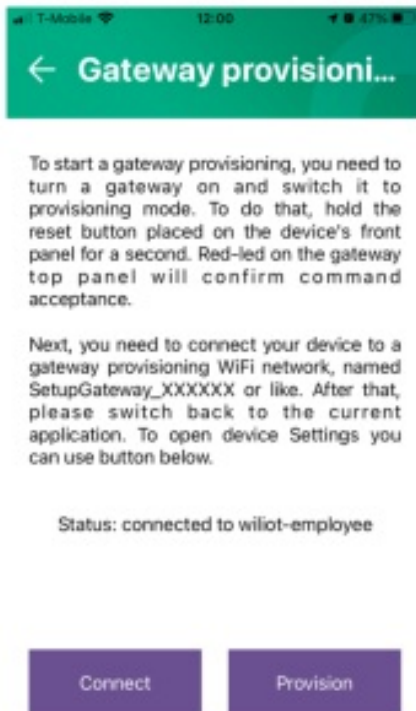 T-Mobile 12:00 47%
← Gateway provisioni...
To start a gateway provisioning, you need to
turn a gateway on and switch it to
provisioning mode. To do that, hold the
reset button placed on the device's front
panel for a second. Red-led on the gateway
top panel will confirm command
acceptance.
Next, you need to connect your device to a
gateway provisioning WiFi network, named
SetupGateway_XXXXXX or like. After that,
please switch back to the current
application. To open device Settings you
can use button below.
Status: connected to wiliot-employee
Connect Provision